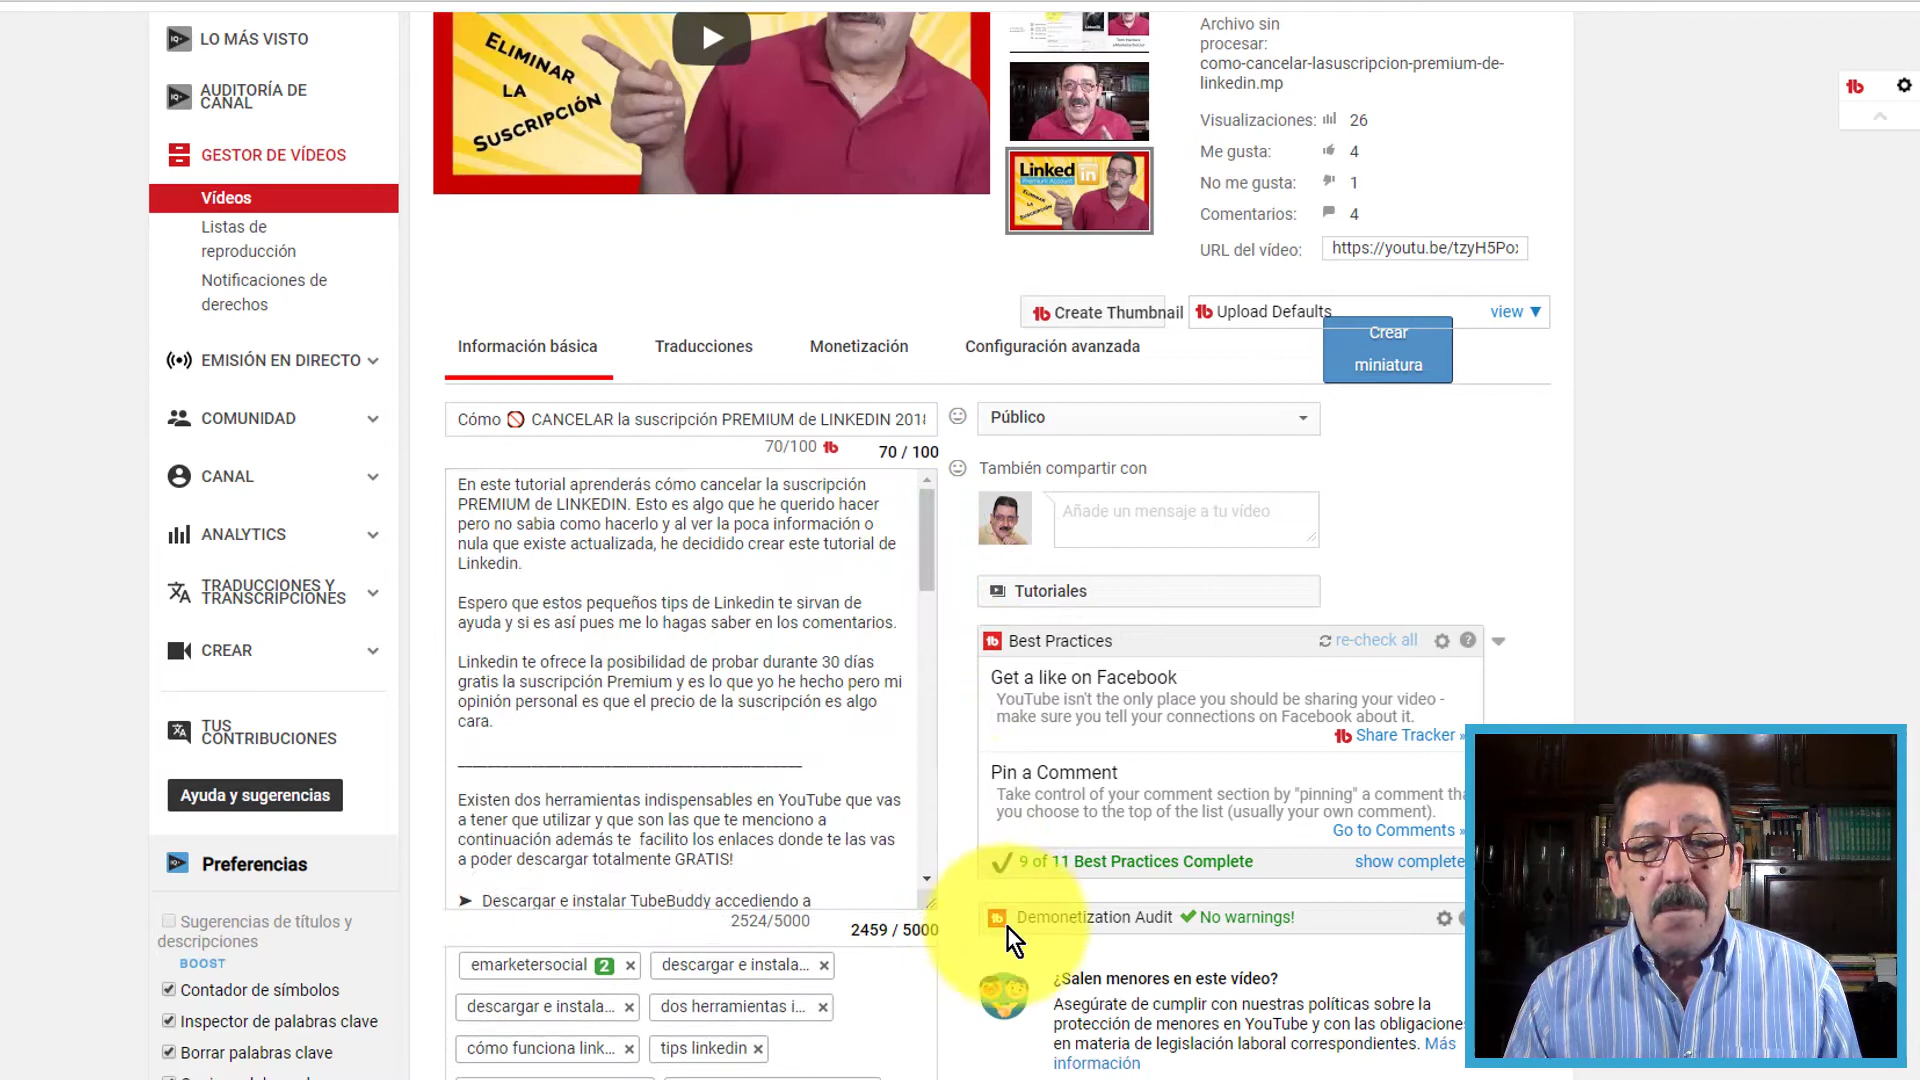 LO MÁS VISTO
AUDITORÍA DE
CANAL
GESTOR DE VÍDEOS
Vídeos
Listas de
reproducción
Notificaciones de
derechos
EMISIÓN EN DIRECTO
COMUNIDAD
CANAL
ANALYTICS
TRADUCCIONES Y
TRANSCRIPCIONES
CREAR
TUS
CONTRIBUCIONES
Ayuda y sugerencias
Preferencias
Sugerencias de títulos y
descripciones
BOOST
Contador de símbolos
Inspector de palabras clave
Borrar palabras clave
ELIMINAR
LA
SUSCRIPCIÓN
Linked in
Premium Account
ELIMINAR
LA
SUSCRIPCIÓN
Archivo sin
procesar:
como-cancelar-lasuscripcion-premium-de-
linkedin.mp
Visualizaciones: 26
Me gusta: 4
No me gusta: 1
Comentarios: 4
URL del vídeo: https://youtu.be/tzyH5Po
Create Thumbnail
Upload Defaults
view ▼
Crear
miniatura
Información básica
Traducciones
Monetización
Configuración avanzada
Cómo 🚫 CANCELAR la suscripción PREMIUM de LINKEDIN 201
70/100
70 / 100
En este tutorial aprenderás cómo cancelar la suscripción
PREMIUM de LINKEDIN. Esto es algo que he querido hacer
pero no sabia como hacerlo y al ver la poca información o
nula que existe actualizada, he decidido crear este tutorial de
Linkedin.
Espero que estos pequeños tips de Linkedin te sirvan de
ayuda y si es así pues me lo hagas saber en los comentarios.
Linkedin te ofrece la posibilidad de probar durante 30 días
gratis la suscripción Premium y es lo que yo he hecho pero mi
opinión personal es que el precio de la suscripción es algo
cara.
___________________________________________
Existen dos herramientas indispensables en YouTube que vas
a tener que utilizar y que son las que te menciono a
continuación además te facilito los enlaces donde te las vas
a poder descargar totalmente GRATIS!
➤ Descargar e instalar TubeBuddy accediendo a
2524/5000
2459 / 5000
emarketersocial 2 ×
descargar e instala... ×
descargar e instala... ×
dos herramientas i... ×
cómo funciona link... ×
tips linkedin ×
Público
También compartir con
Añade un mensaje a tu vídeo
Tutoriales
Best Practices
re-check all
Get a like on Facebook
YouTube isn't the only place you should be sharing your video -
make sure you tell your connections on Facebook about it.
Share Tracker »
Pin a Comment
Take control of your comment section by "pinning" a comment tha
you choose to the top of the list (usually your own comment).
Go to Comments »
9 of 11 Best Practices Complete
show complete
Demonetization Audit ✔ No warnings!
¿Salen menores en este vídeo?
Asegúrate de cumplir con nuestras políticas sobre la
protección de menores en YouTube y con las obligaciones
en materia de legislación laboral correspondientes. Más
información